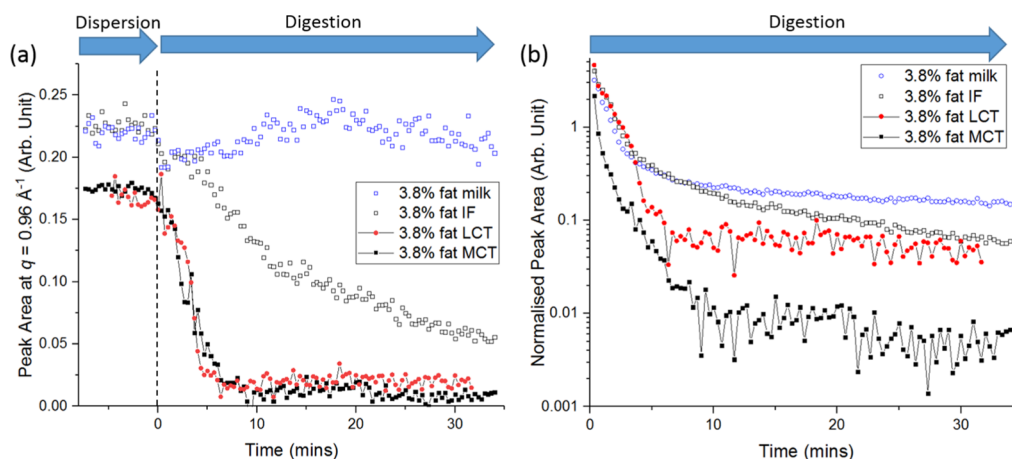 Dispersion
Digestion
(a)
Peak Area at q = 0.96 Å⁻¹ (Arb. Unit)
0.25
0.20
0.15
0.10
0.05
0.00
3.8% fat milk
3.8% fat IF
3.8% fat LCT
3.8% fat MCT
0
10
20
30
Time (mins)
Digestion
(b)
Normalised Peak Area (Arb. Unit)
1
0.1
0.01
0.001
3.8% fat milk
3.8% fat IF
3.8% fat LCT
3.8% fat MCT
0
10
20
30
Time (mins)